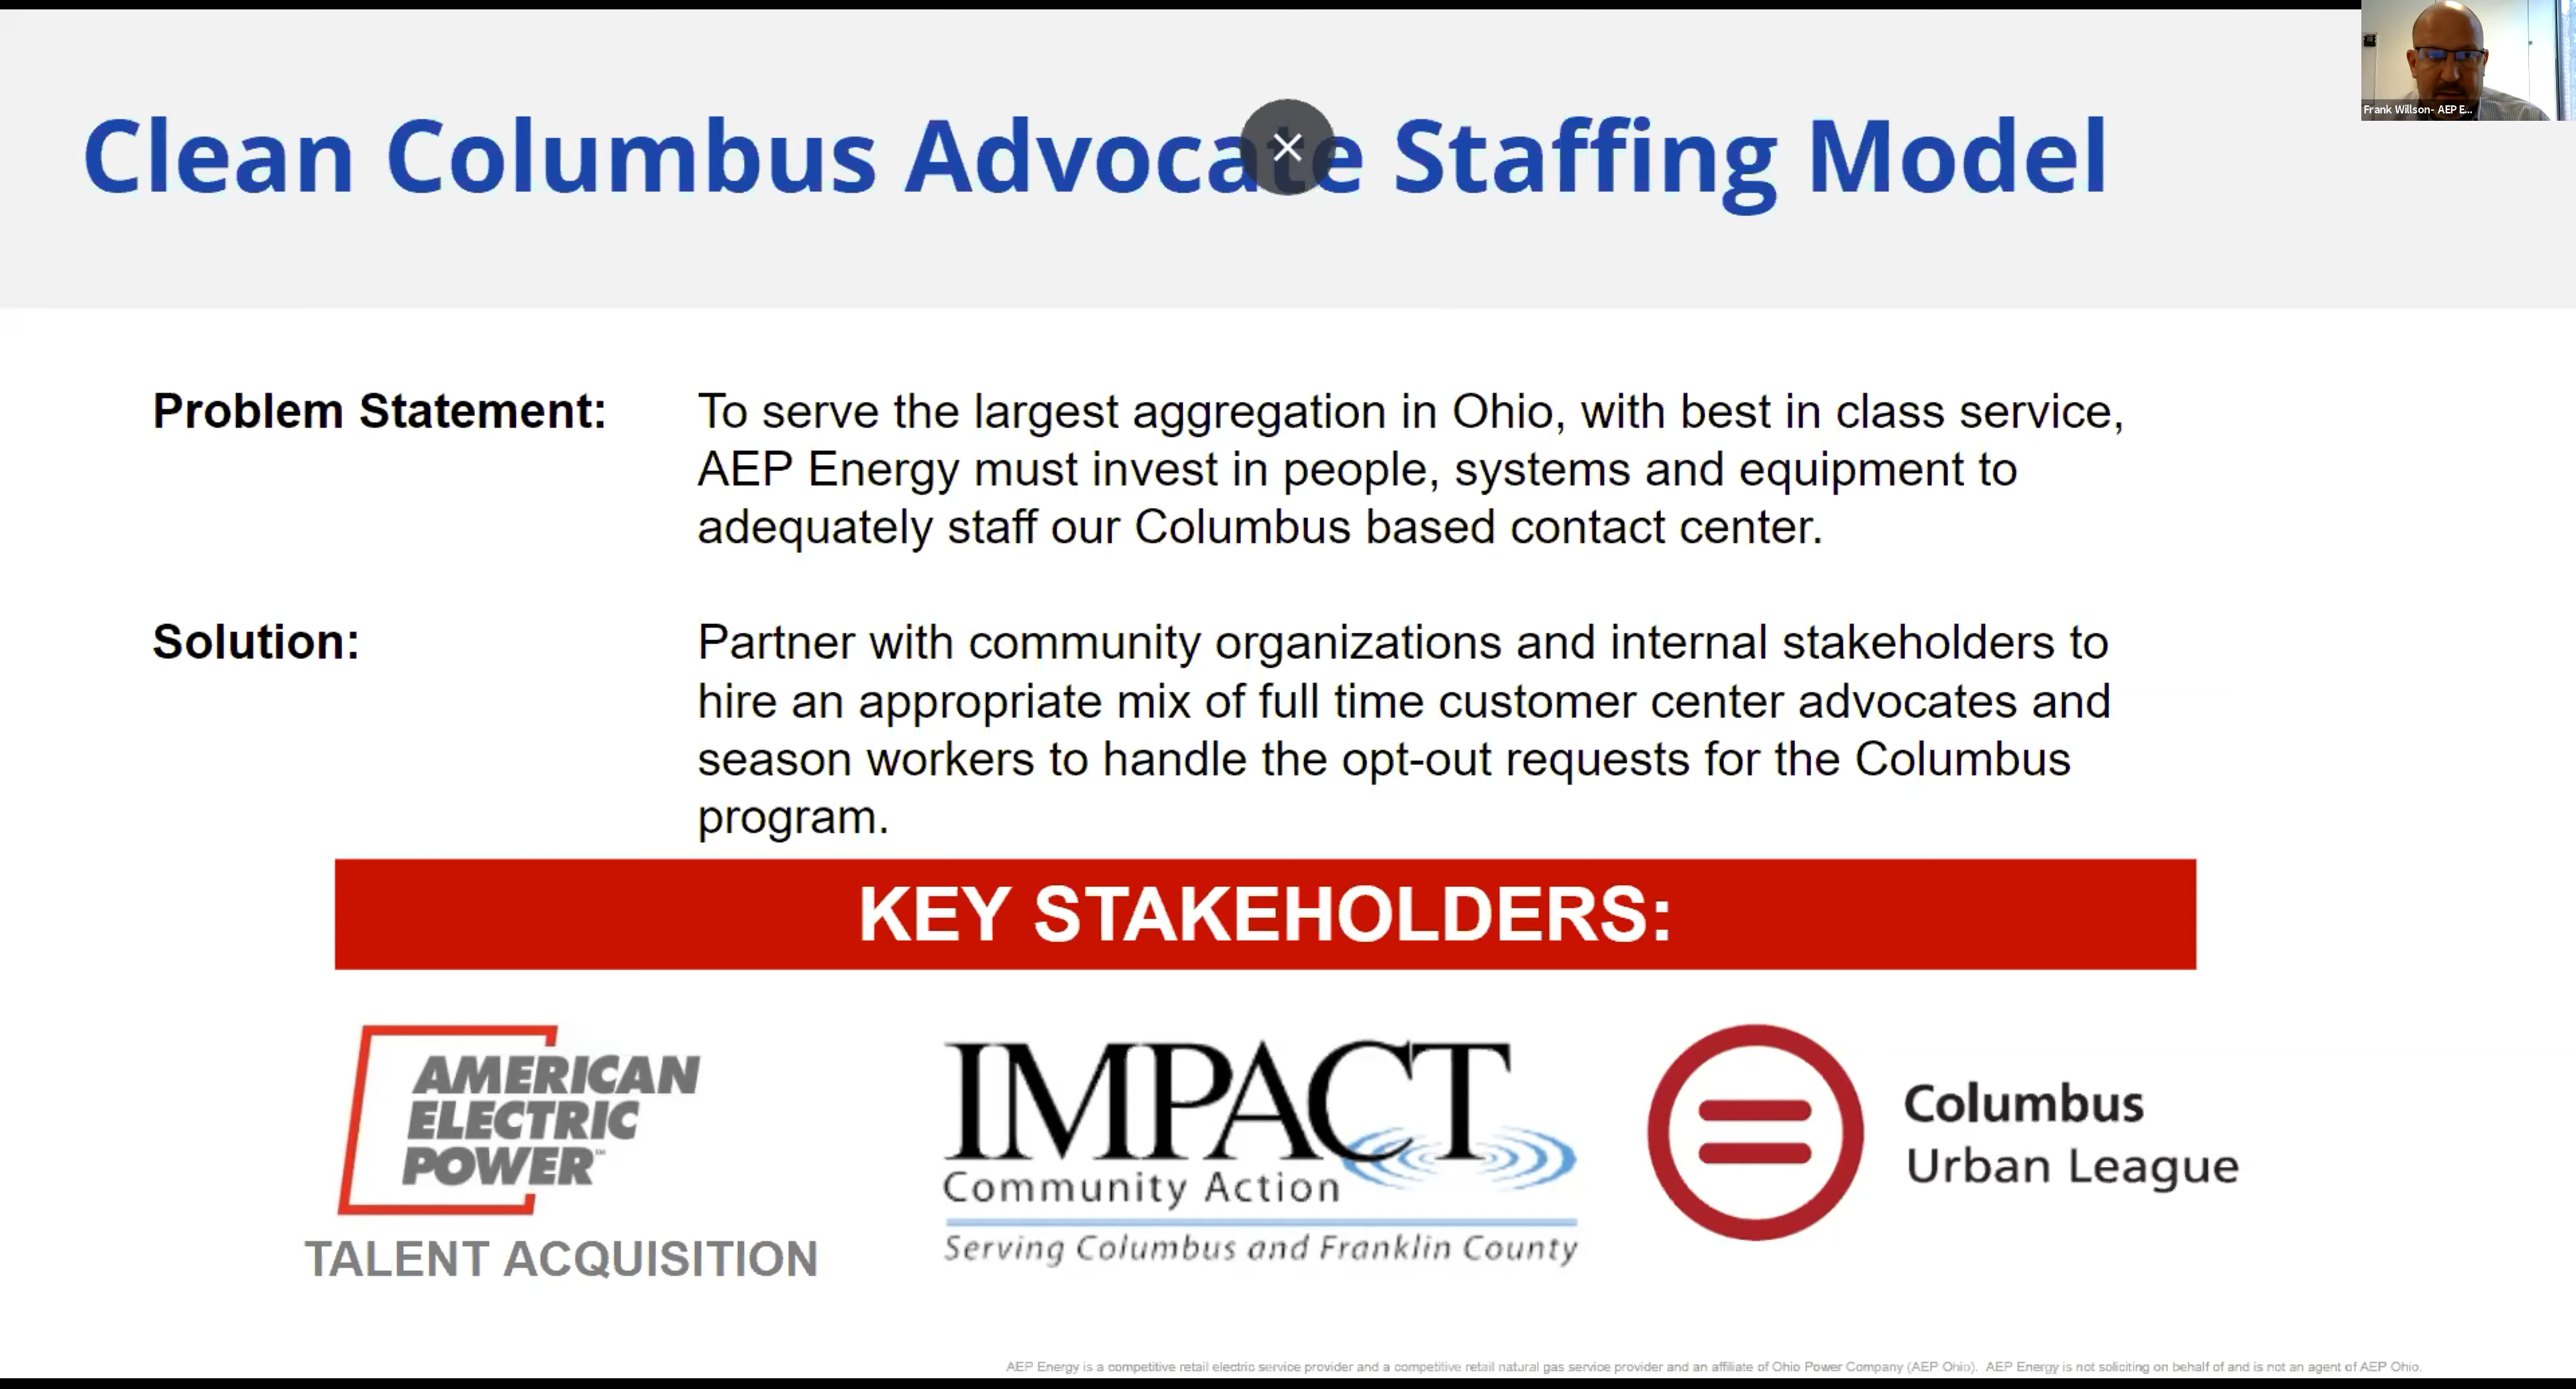 Clean Columbus Advocate Staffing Model
Frank Willson- AEP E...
Problem Statement:
To serve the largest aggregation in Ohio, with best in class service,
AEP Energy must invest in people, systems and equipment to
adequately staff our Columbus based contact center.
Solution:
Partner with community organizations and internal stakeholders to
hire an appropriate mix of full time customer center advocates and
season workers to handle the opt-out requests for the Columbus
program.
KEY STAKEHOLDERS:
AMERICAN
ELECTRIC
POWER™
TALENT ACQUISITION
IMPACT
Community Action
Serving Columbus and Franklin County
Columbus
Urban League
AEP Energy is a competitive retail electric service provider and a competitive retail natural gas service provider and an affiliate of Ohio Power Company (AEP Ohio). AEP Energy is not soliciting on behalf of and is not an agent of AEP Ohio.